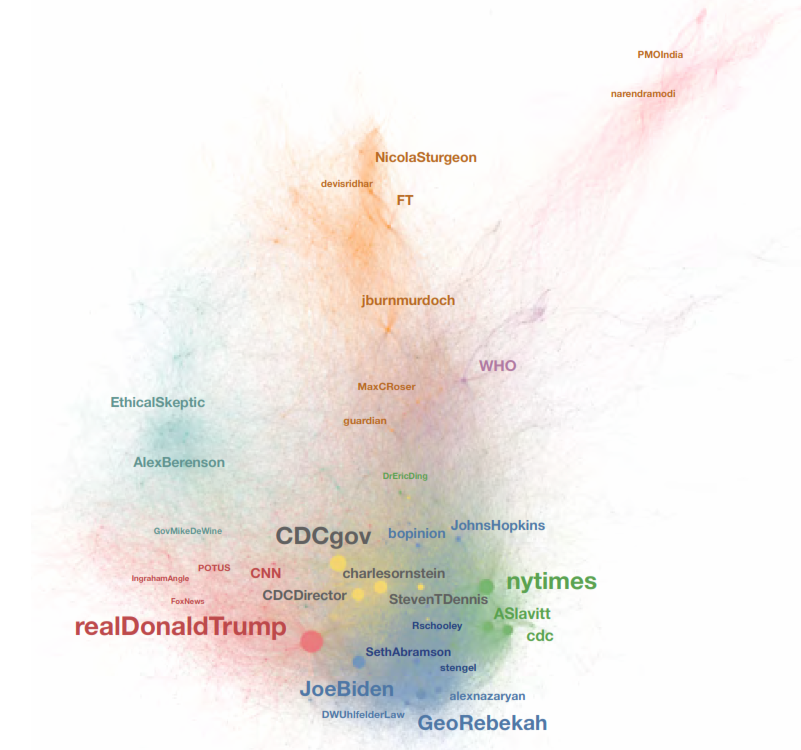 PMOIndia
narendramodi
NicolaSturgeon
devisridhar
FT
jburnmurdoch
WHO
MaxCRoser
EthicalSkeptic
guardian
AlexBerenson
DrEricDing
JohnsHopkins
GovMikeDeWine
CDCgov
bopinion
POTUS
CNN
charlesornstein
IngrahamAngle
nytimes
CDCDirector
StevenTDennis
FoxNews
ASlavitt
realDonaldTrump
Rschooley
cdc
SethAbramson
stengel
JoeBiden
alexnazaryan
DWUhlfelderLaw
GeoRebekah